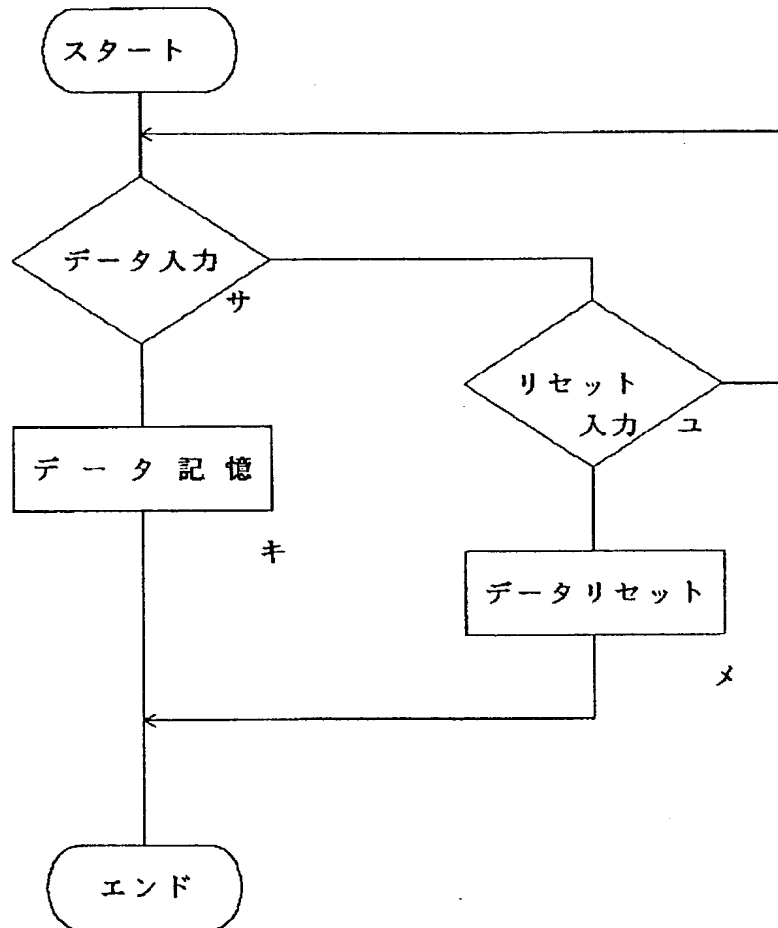 スタート
データ入力
サ
リセット
入力
ユ
データ記憶
キ
データリセット
メ
エンド